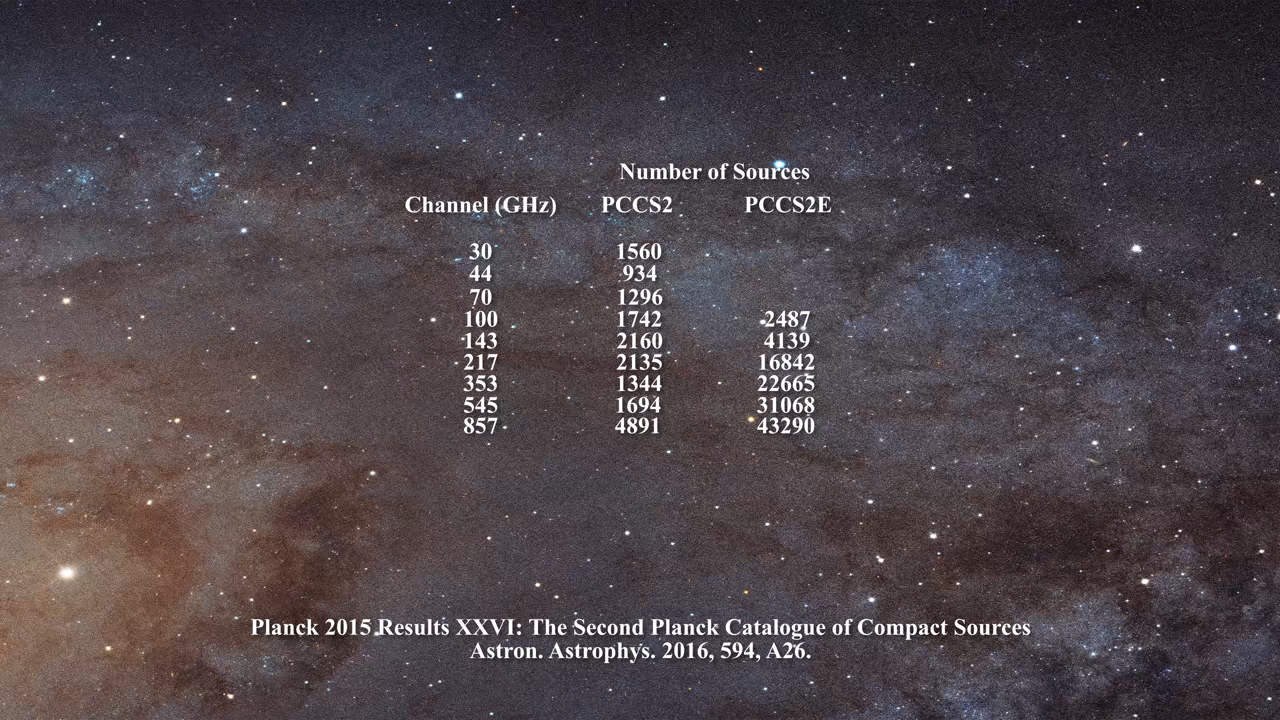 Number of Sources
Channel (GHz) PCCS2 PCCS2E
30 1560
44 934
70 1296
100 1742 2487
143 2160 4139
217 2135 16842
353 1344 22665
545 1694 31068
857 4891 43290
Planck 2015 Results XXVI: The Second Planck Catalogue of Compact Sources
Astron. Astrophys. 2016, 594, A26.